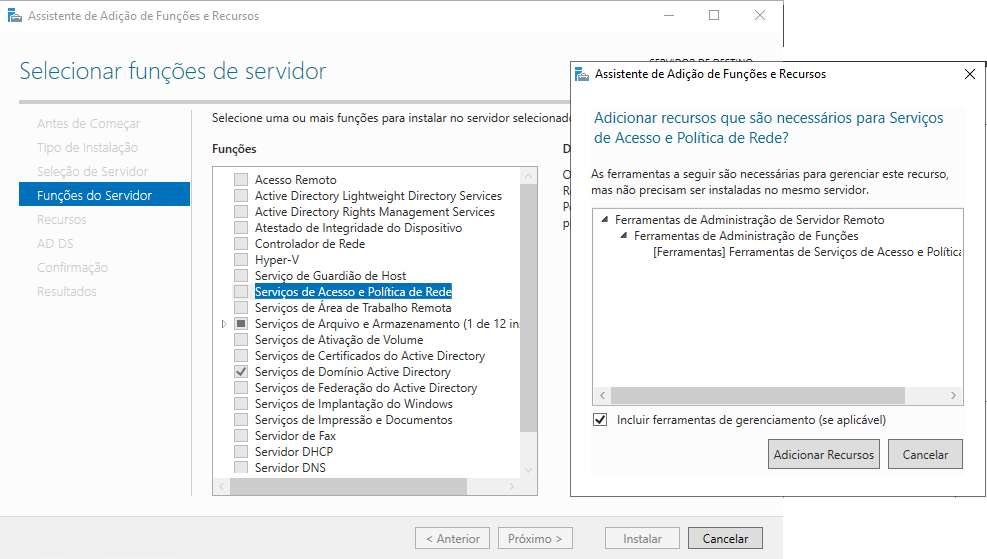 Assistente de Adição de Funções e Recursos
Selecionar funções de servidor
SERVIDOR DE DESTINO
Antes de Começar
Tipo de Instalação
Seleção de Servidor
Funções do Servidor
Recursos
AD DS
Confirmação
Resultados
Selecione uma ou mais funções para instalar no servidor selecionado
Funções
Acesso Remoto
Active Directory Lightweight Directory Services
Active Directory Rights Management Services
Atestado de Integridade do Dispositivo
Controlador de Rede
Hyper-V
Serviço de Guardião de Host
Serviços de Acesso e Política de Rede
Serviços de Área de Trabalho Remota
Serviços de Arquivo e Armazenamento (1 de 12 in
Serviços de Ativação de Volume
Serviços de Certificados do Active Directory
Serviços de Domínio Active Directory
Serviços de Federação do Active Directory
Serviços de Implantação do Windows
Serviços de Impressão e Documentos
Servidor de Fax
Servidor DHCP
Servidor DNS
< Anterior
Próximo >
Instalar
Cancelar
Assistente de Adição de Funções e Recursos
Adicionar recursos que são necessários para Serviços
de Acesso e Política de Rede?
As ferramentas a seguir são necessárias para gerenciar este recurso,
mas não precisam ser instaladas no mesmo servidor.
Ferramentas de Administração de Servidor Remoto
Ferramentas de Administração de Funções
[Ferramentas] Ferramentas de Serviços de Acesso e Política
Incluir ferramentas de gerenciamento (se aplicável)
Adicionar Recursos
Cancelar